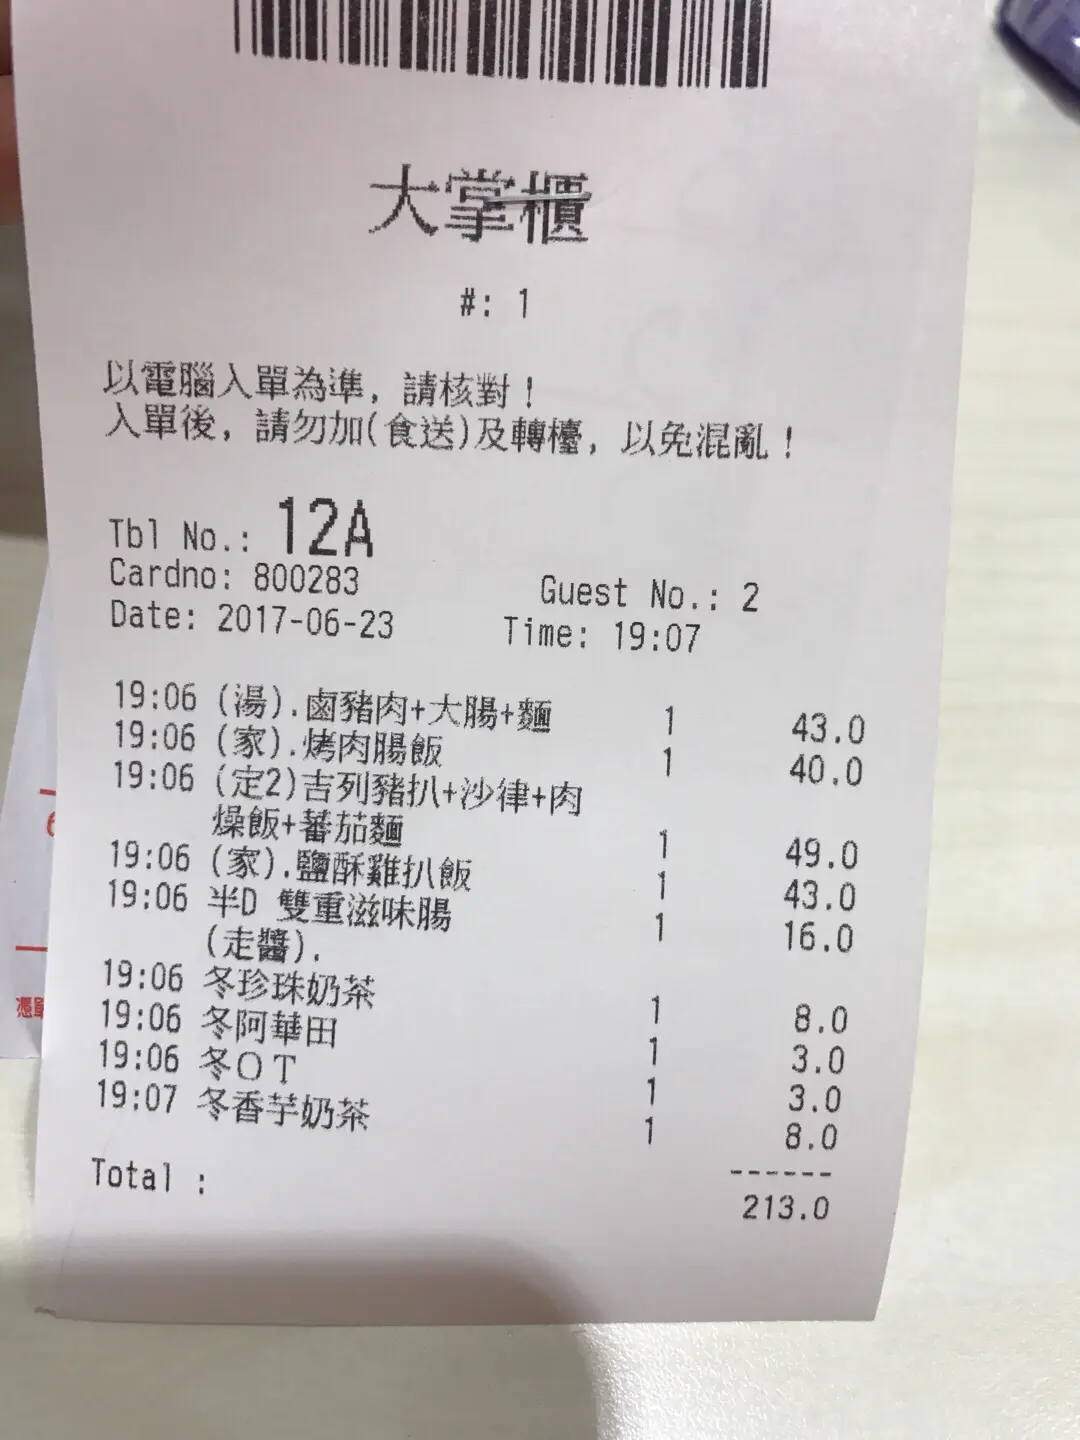 大掌櫃
#: 1
以電腦入單為準，請核對！
入單後，請勿加(食送)及轉檯，以免混亂！
Tbl No.: 12A
Cardno: 800283 Guest No.: 2
Date: 2017-06-23 Time: 19:07
19:06 (湯).鹵豬肉+大腸+麵 1 43.0
19:06 (家).烤肉腸飯 1 40.0
19:06 (定2)吉列豬扒+沙律+肉
燥飯+蕃茄麵 1 49.0
19:06 (家).鹽酥雞扒飯 1 43.0
19:06 半D 雙重滋味腸 1 16.0
(走醬).
19:06 冬珍珠奶茶 1 8.0
19:06 冬阿華田 1 3.0
19:06 冬ＯＴ 1 3.0
19:07 冬香芋奶茶 1 8.0
------
Total : 213.0